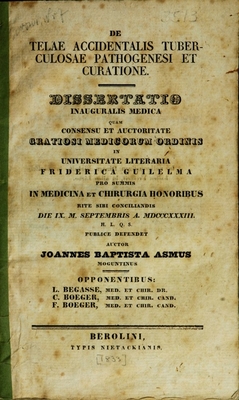 DE
TELAE ACCIDENTALIS TUBER-
CULOSAE PATHOGENESI ET
CURATIONE.
DISSERTATIO
INAUGURALIS MEDICA
QUAM
CONSENSU ET AUCTORITATE
GRATIOSI MEDICORUM ORDINIS
IN
UNIVERSITATE LITERARIA
FRIDERICA GUILELMA
PRO SUMMIS
IN MEDICINA ET CHIRURGIA HONORIBUS
RITE SIBI CONCILIANDIS
DIE IX. M. SEPTEMBRIS A. MDCCCXXXIII.
H. L. Q. S.
PUBLICE DEFENDET
AUCTOR
JOANNES BAPTISTA ASMUS
MOGUNTINUS
OPPONENTIBUS:
L. BEGASSE, MED. ET CHIR. DR.
C. BOEGER, MED. ET CHIR. CAND.
F. BOEGER, MED. ET CHIR. CAND.
BEROLINI,
TYPIS NIETACKIANIS.
[1833]